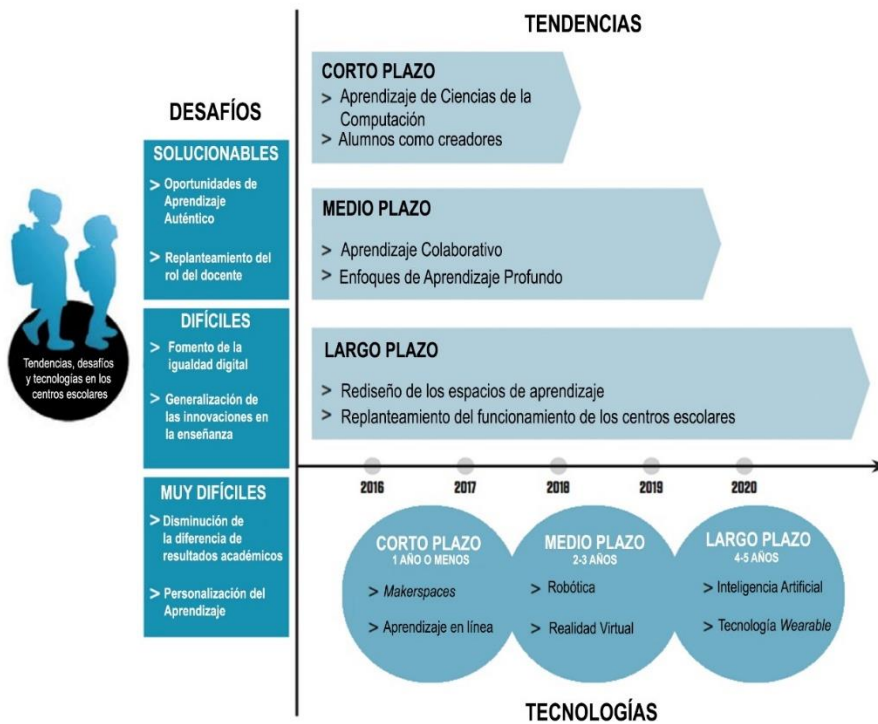 TENDENCIAS
CORTO PLAZO
> Aprendizaje de Ciencias de la
Computación
> Alumnos como creadores
MEDIO PLAZO
> Aprendizaje Colaborativo
> Enfoques de Aprendizaje Profundo
LARGO PLAZO
> Rediseño de los espacios de aprendizaje
> Replanteamiento del funcionamiento de los centros escolares
DESAFÍOS
SOLUCIONABLES
> Oportunidades de
Aprendizaje
Auténtico
> Replanteamiento del
rol del docente
DIFÍCILES
> Fomento de la
igualdad digital
> Generalización de
las innovaciones en
la enseñanza
MUY DIFÍCILES
> Disminución de
la diferencia de
resultados académicos
> Personalización del
Aprendizaje
Tendencias, desafíos
y tecnologías en los
centros escolares
2016 2017 2018 2019 2020
CORTO PLAZO
1 AÑO O MENOS
> Makerspaces
> Aprendizaje en línea
MEDIO PLAZO
2-3 AÑOS
> Robótica
> Realidad Virtual
LARGO PLAZO
4-5 AÑOS
> Inteligencia Artificial
> Tecnología Wearable
TECNOLOGÍAS